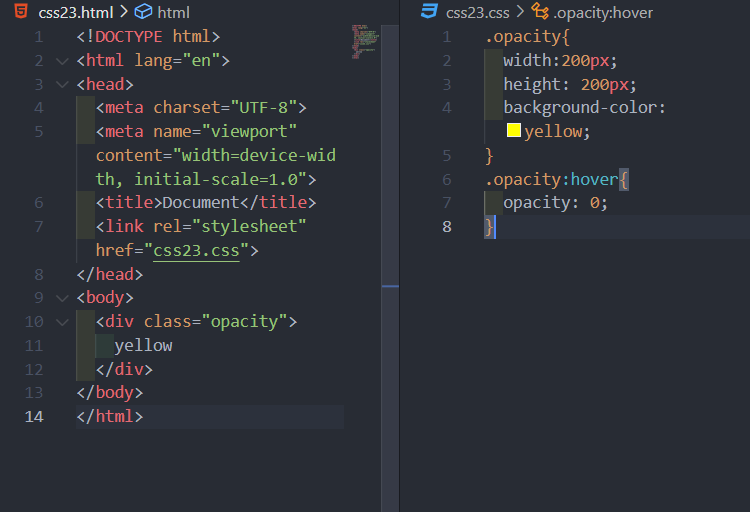 css23.html > html
1 <!DOCTYPE html>
2 <html lang="en">
3 <head>
4 <meta charset="UTF-8">
5 <meta name="viewport"
content="width=device-wid
th, initial-scale=1.0">
6 <title>Document</title>
7 <link rel="stylesheet"
href="css23.css">
8 </head>
9 <body>
10 <div class="opacity">
11 yellow
12 </div>
13 </body>
14 </html>
css23.css > .opacity:hover
1 .opacity{
2 width:200px;
3 height: 200px;
4 background-color:
yellow;
5 }
6 .opacity:hover{
7 opacity: 0;
8 }